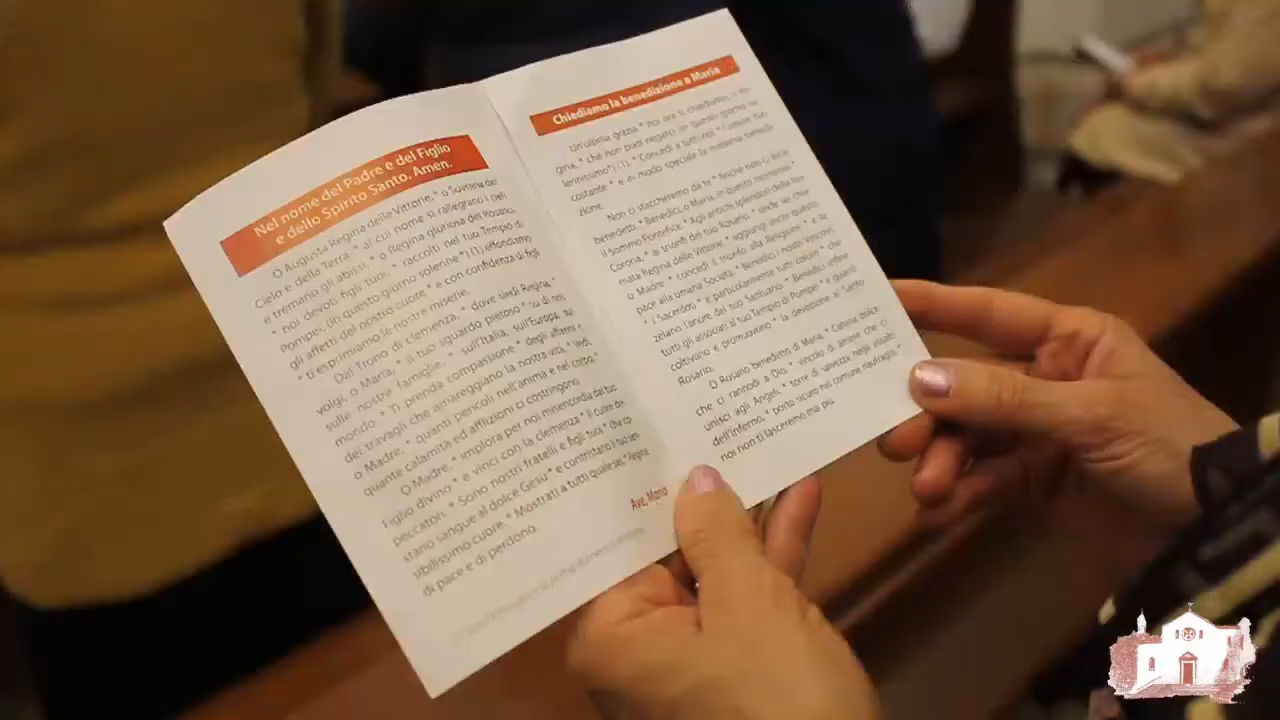 Nel nome del Padre e del Figlio
e dello Spirito Santo. Amen.
O Augusta Regina delle Vittorie, * o Sovrana del
Cielo e della Terra, * al cui nome si rallegrano i cieli
e tremano gli abissi, * o Regina gloriosa del Rosario,
* noi devoti figli tuoi, * raccolti nel tuo Tempio di
Pompei, (in questo giorno solenne *) (1) effondiamo
gli affetti del nostro cuore * e con confidenza di figli
* ti esprimiamo le nostre miserie.
Dal Trono di clemenza, * dove siedi Regina, *
volgi, o Maria, * il tuo sguardo pietoso * su di noi,
sulle nostre famiglie, * sull'Italia, sull'Europa, sul
mondo. * Ti prenda compassione * degli affanni e
dei travagli che amareggiano la nostra vita. * Vedi,
o Madre, * quanti pericoli nell'anima e nel corpo, *
quante calamità ed afflizioni ci costringono.
O Madre, * implora per noi misericordia dal tuo
Figlio divino * e vinci con la clemenza * il cuore dei
peccatori. * Sono nostri fratelli e figli tuoi * che co-
stano sangue al dolce Gesù * e contristano il tuo sen-
sibilissimo cuore. * Mostrati a tutti quale sei, * Regina
di pace e di perdono.
Ave, Maria
Chiediamo la benedizione a Maria
Un'ultima grazia * noi ora ti chiediamo, o Re-
gina, * che non puoi negarci (in questo giorno so-
lennissimo *) (1). * Concedi a tutti noi * l'amore tuo
costante * e in modo speciale la materna benedi-
zione.
Non ci staccheremo da te * finché non ci avrai
benedetti. * Benedici, o Maria, in questo momento *
il Sommo Pontefice. * Agli antichi splendori della tua
Corona, * ai trionfi del tuo Rosario, * onde sei chia-
mata Regina delle Vittorie, * aggiungi ancor questo,
o Madre: * concedi il trionfo alla Religione * e la
pace alla umana Società. * Benedici i nostri Vescovi,
* i Sacerdoti * e particolarmente tutti coloro * che
zelano l'onore del tuo Santuario. * Benedici infine
tutti gli associati al tuo Tempio di Pompei * e quanti
coltivano e promuovono * la devozione al Santo
Rosario.
O Rosario benedetto di Maria, * Catena dolce
che ci rannodi a Dio, * vincolo di amore che ci
unisci agli Angeli, * torre di salvezza negli assalti
dell'inferno, * porto sicuro nel comune naufragio, *
noi non ti lasceremo mai più.